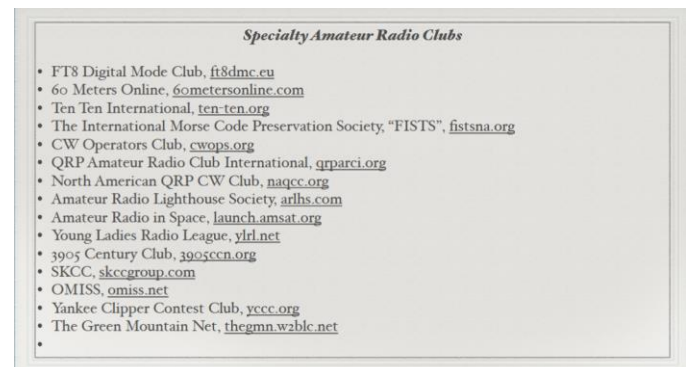 Specialty Amateur Radio Clubs
• FT8 Digital Mode Club, ft8dmc.eu
• 60 Meters Online, 60metersonline.com
• Ten Ten International, ten-ten.org
• The International Morse Code Preservation Society, “FISTS”, fistsna.org
• CW Operators Club, cwops.org
• QRP Amateur Radio Club International, qrparci.org
• North American QRP CW Club, naqcc.org
• Amateur Radio Lighthouse Society, arlhs.com
• Amateur Radio in Space, launch.amsat.org
• Young Ladies Radio League, ylrl.net
• 3905 Century Club, 3905ccn.org
• SKCC, skccgroup.com
• OMISS, omiss.net
• Yankee Clipper Contest Club, yccc.org
• The Green Mountain Net, thegmn.w2blc.net
•